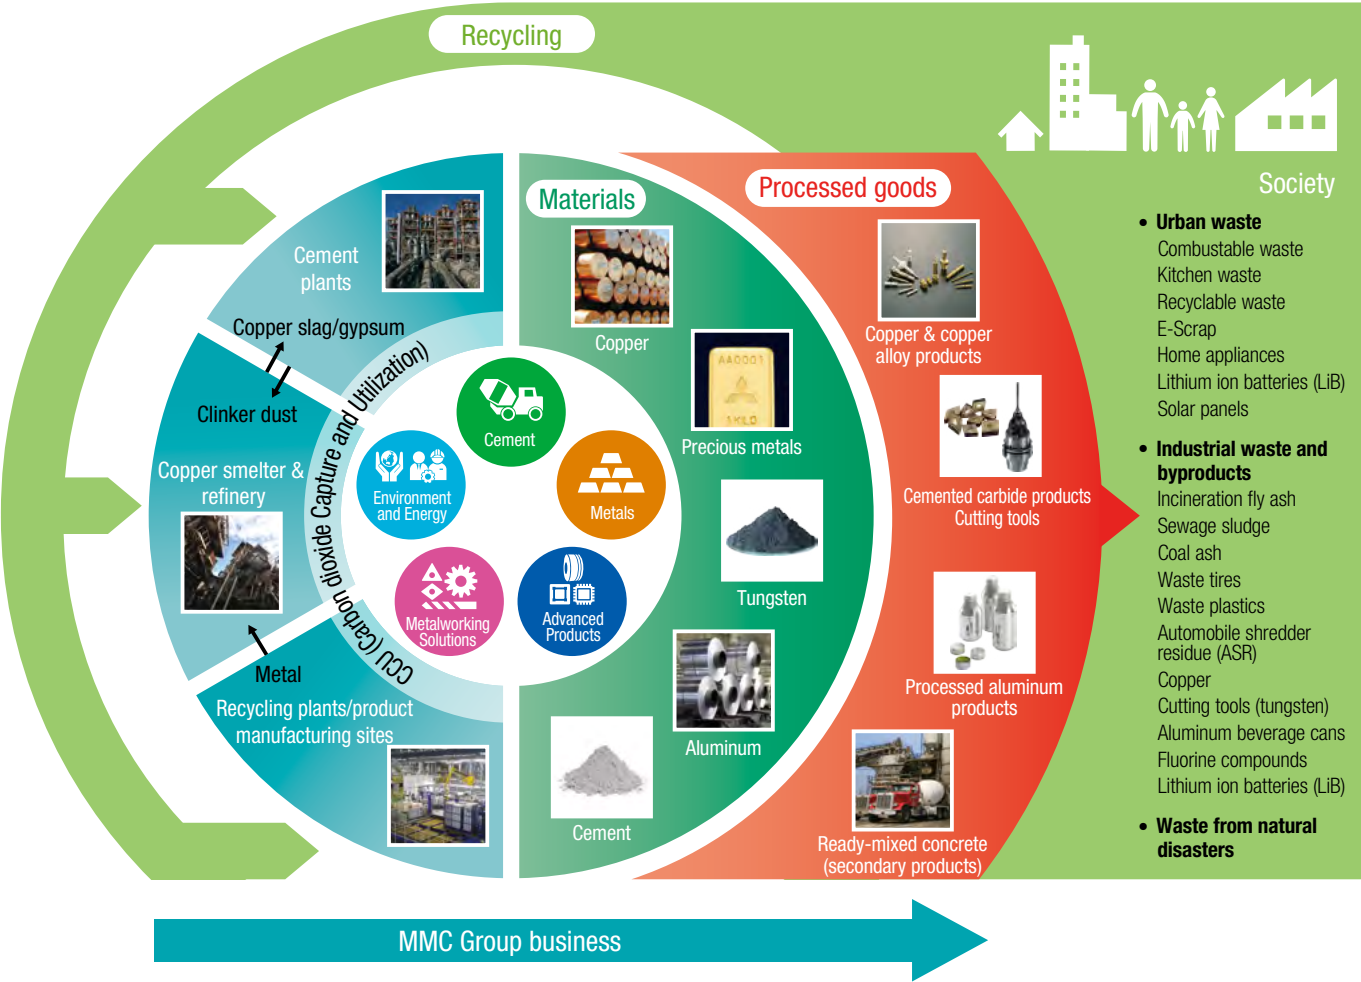 Recycling
Society
Processed goods
Materials
Cement
plants
Copper slag/gypsum
Clinker dust
Copper smelter &
refinery
Metal
Recycling plants/product
manufacturing sites
CCU (Carbon dioxide Capture and Utilization)
Cement
Environment
and Energy
Metals
Metalworking
Solutions
Advanced
Products
Copper
AA0001
1KILO
Precious metals
Tungsten
Aluminum
Cement
Copper & copper
alloy products
Cemented carbide products
Cutting tools
Processed aluminum
products
Ready-mixed concrete
(secondary products)
• Urban waste
Combustable waste
Kitchen waste
Recyclable waste
E-Scrap
Home appliances
Lithium ion batteries (LiB)
Solar panels
• Industrial waste and
byproducts
Incineration fly ash
Sewage sludge
Coal ash
Waste tires
Waste plastics
Automobile shredder
residue (ASR)
Copper
Cutting tools (tungsten)
Aluminum beverage cans
Fluorine compounds
Lithium ion batteries (LiB)
• Waste from natural
disasters
MMC Group business